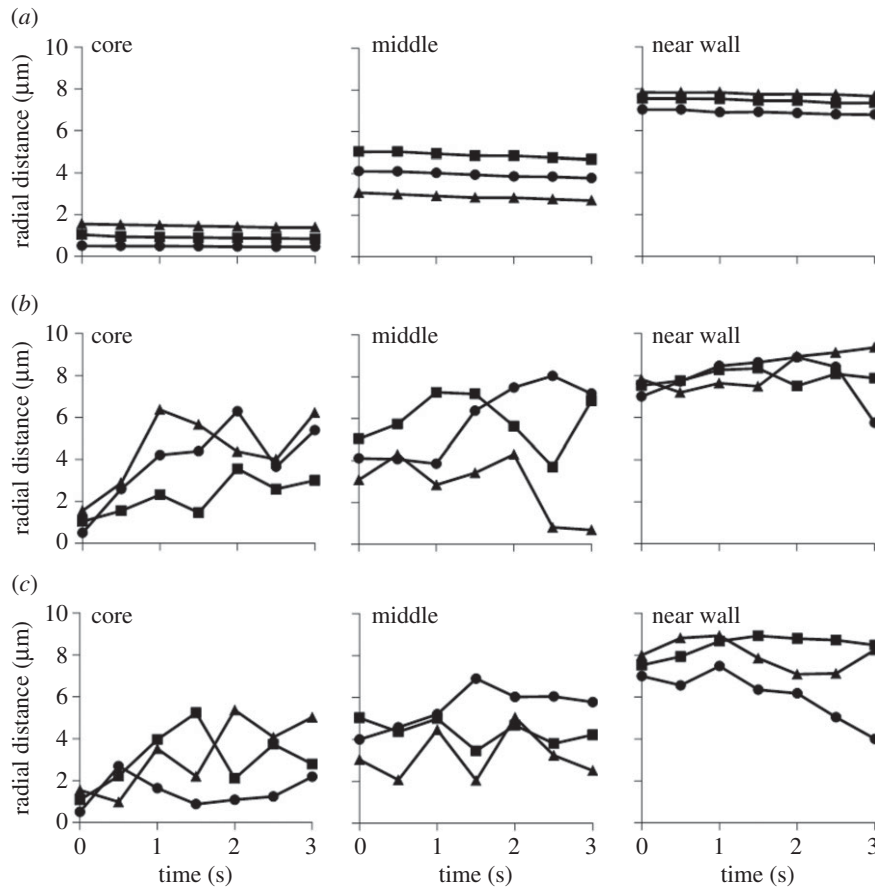 (a)
core
middle
near wall
radial distance (μm)
10
8
6
4
2
0
(b)
core
middle
near wall
radial distance (μm)
10
8
6
4
2
0
(c)
core
middle
near wall
radial distance (μm)
10
8
6
4
2
0
0 1 2 3
0 1 2 3
0 1 2 3
time (s)
time (s)
time (s)